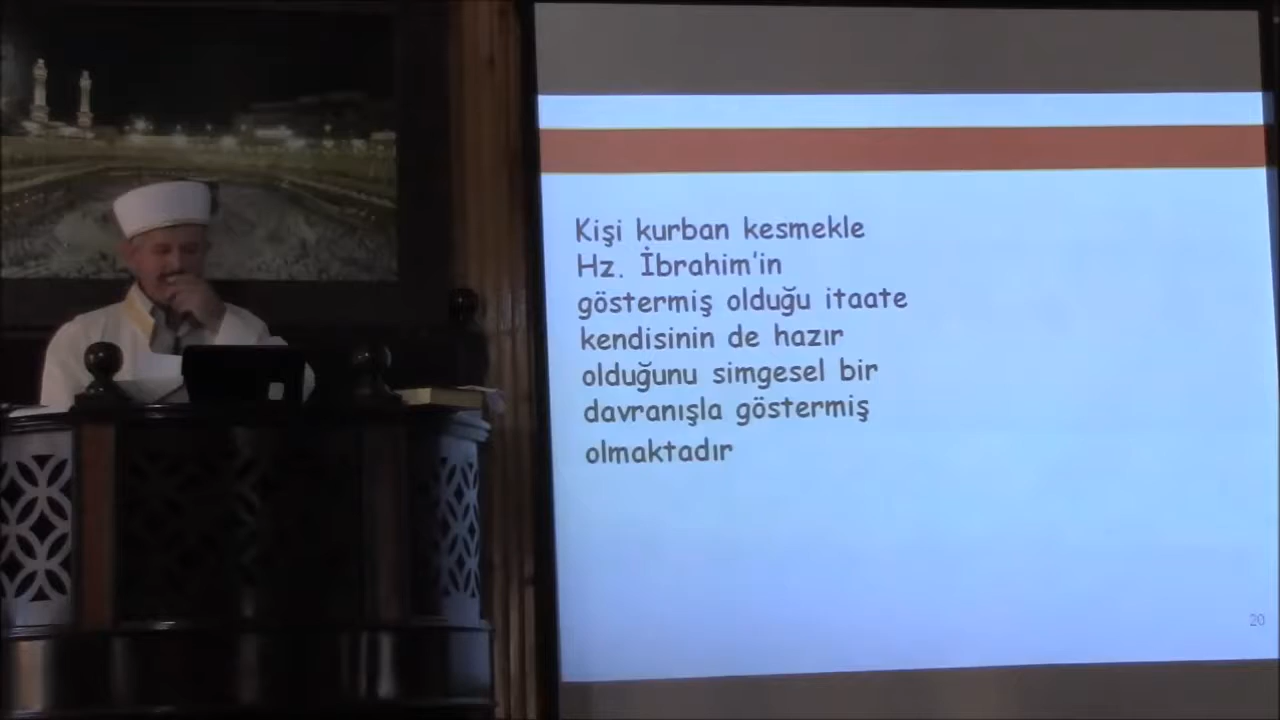 Kişi kurban kesmekle
Hz. İbrahim'in
göstermiş olduğu itaate
kendisinin de hazır
olduğunu simgesel bir
davranışla göstermiş
olmaktadır
20